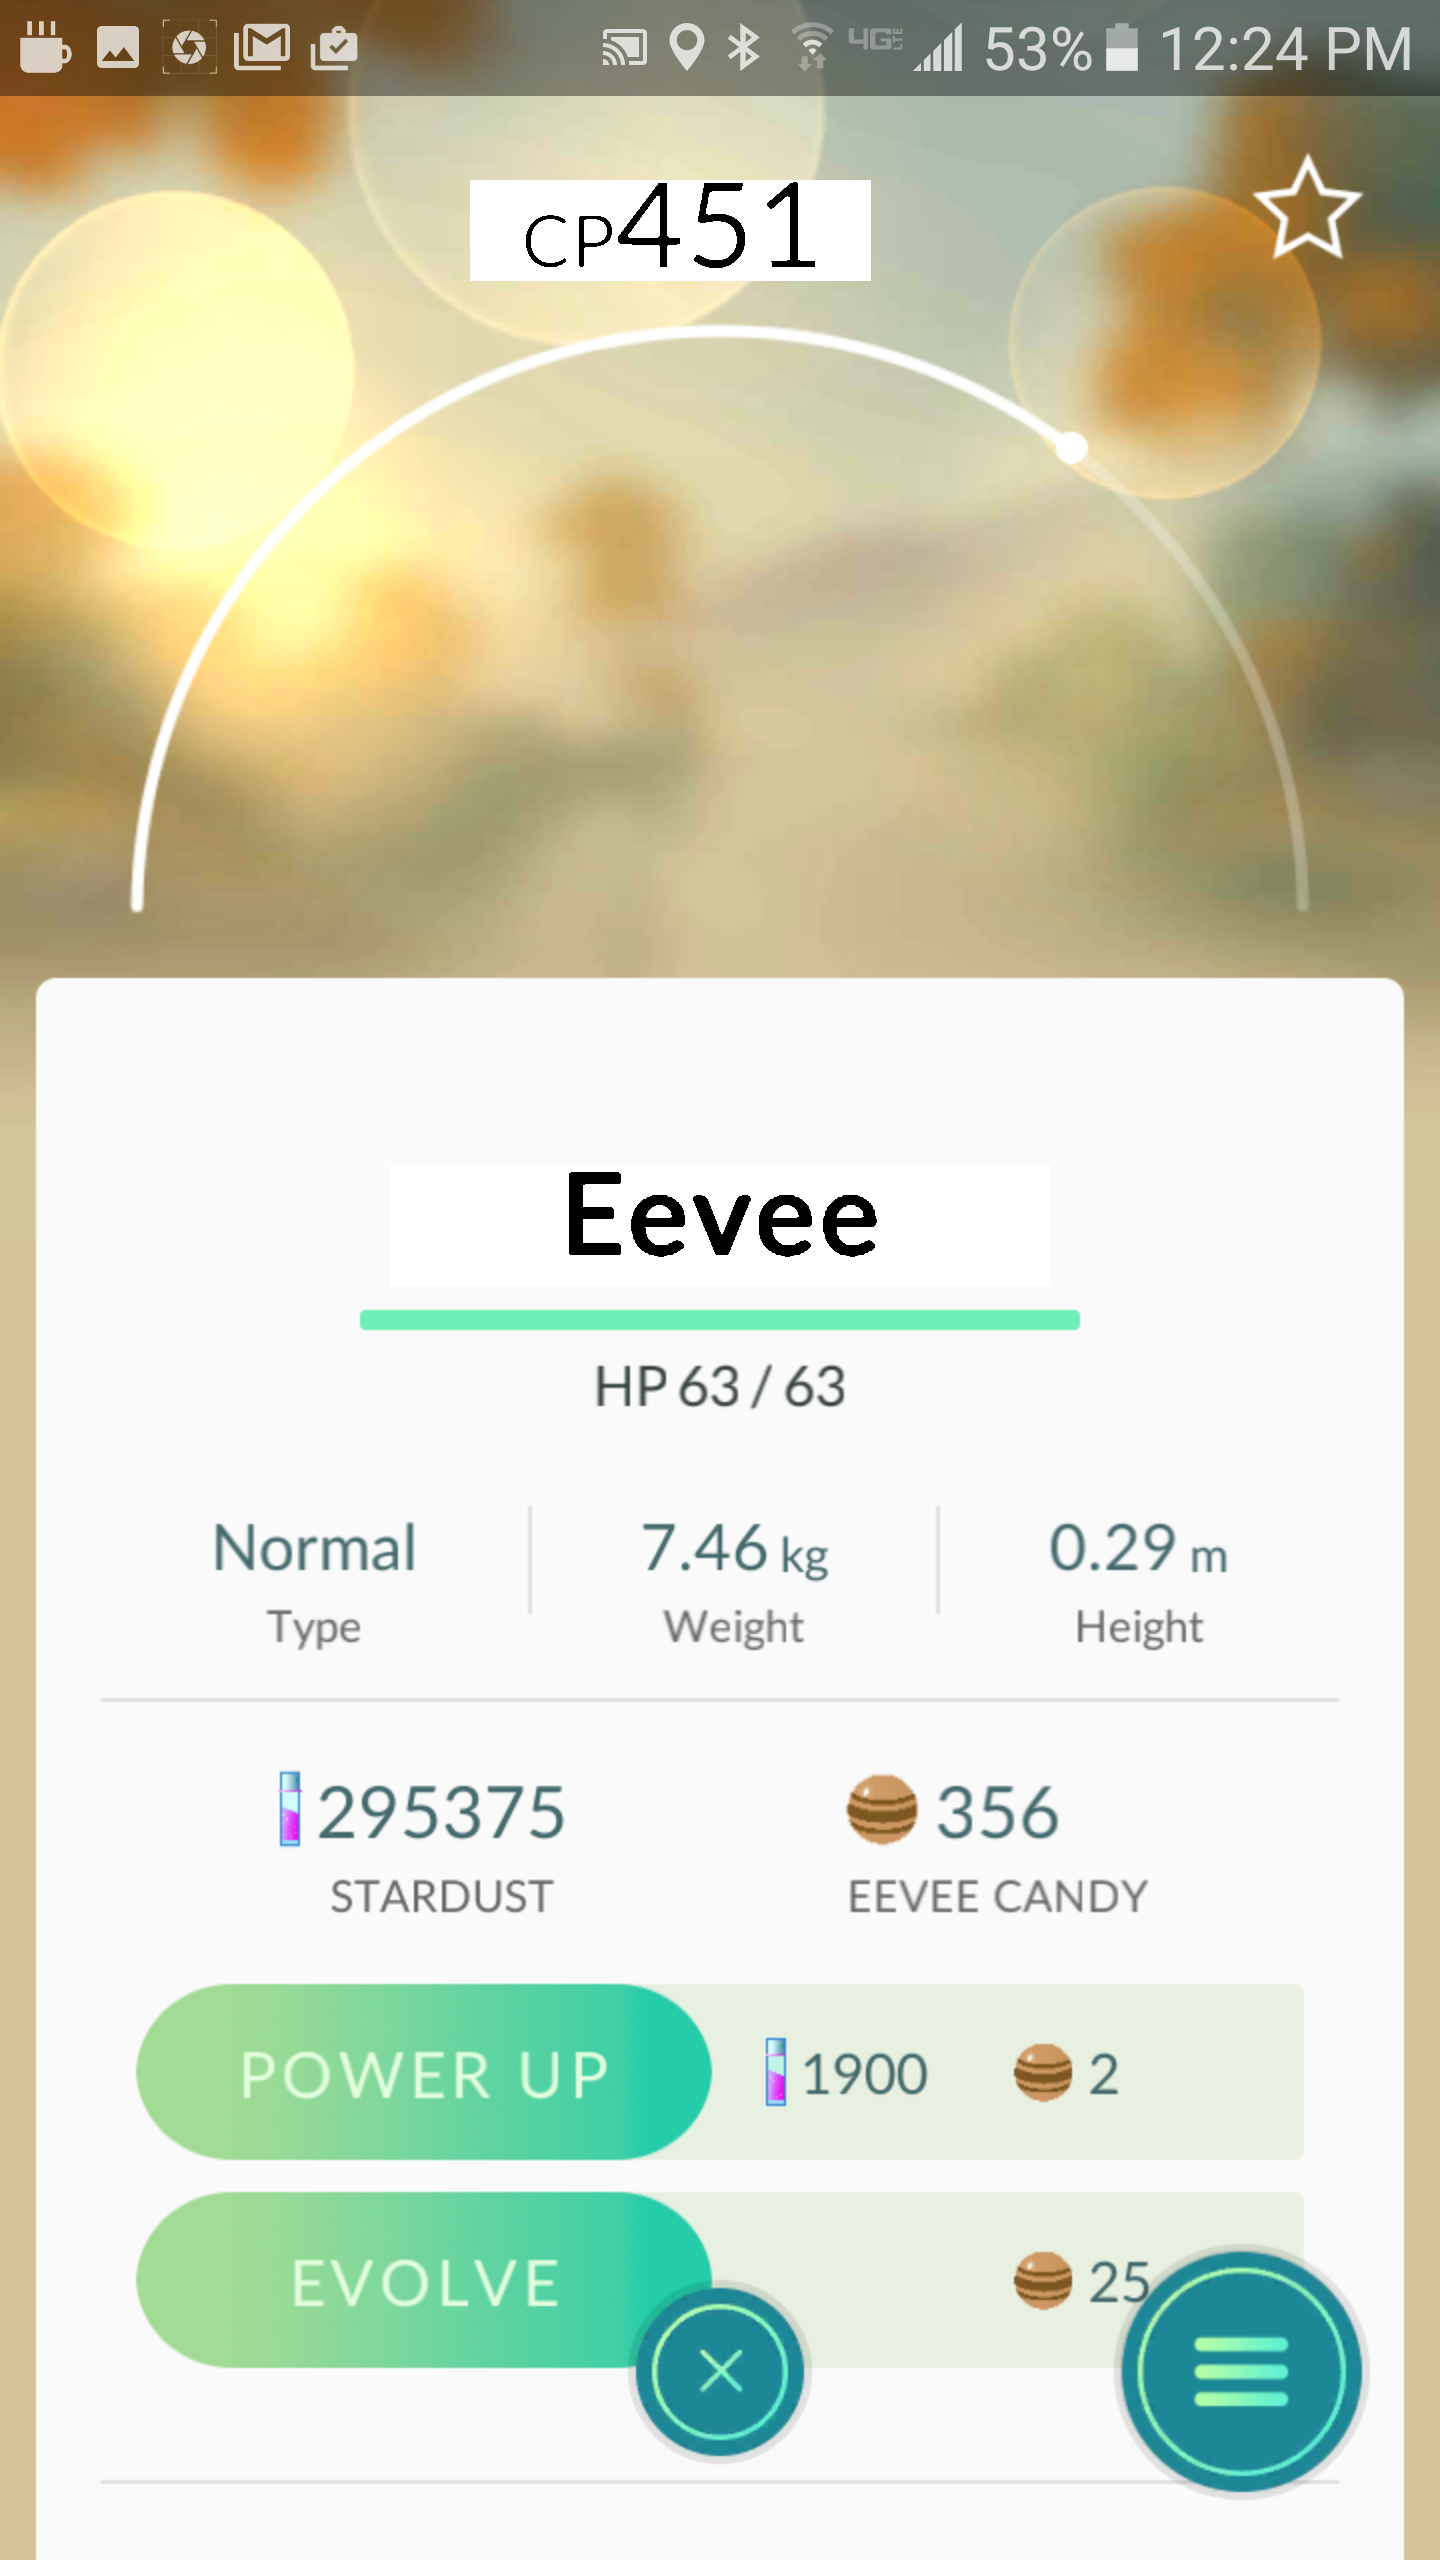 53% 12:24 PM
CP451
Eevee
HP 63 / 63
Normal 7.46 kg 0.29 m
Type Weight Height
295375 356
STARDUST EEVEE CANDY
POWER UP 1900 2
EVOLVE 25